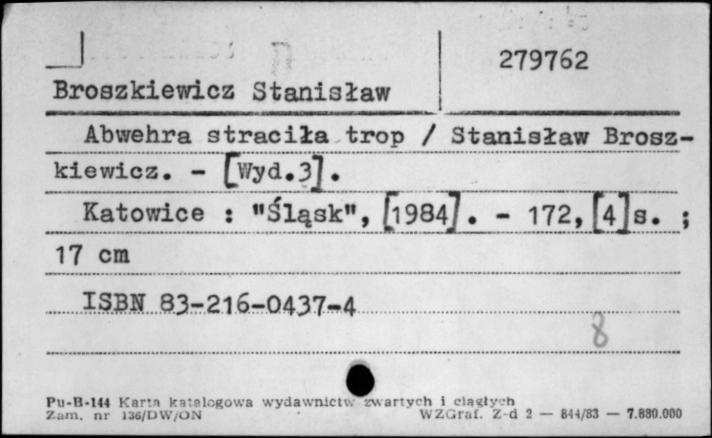 279762
Broszkiewicz Stanisław
Abwehra straciła trop / Stanisław Brosz-
kiewicz. - [Wyd.3].
Katowice : "Śląsk", [1984]. - 172,[4]s. ;
17 cm
ISBN 83-216-0437-4
8
Pu-B-144 Karta katalogowa wydawnictw zwartych i ciągłych
Zam. nr 136/DW/ON WZGraf. Z-d 2 — 844/83 — 7.880.000